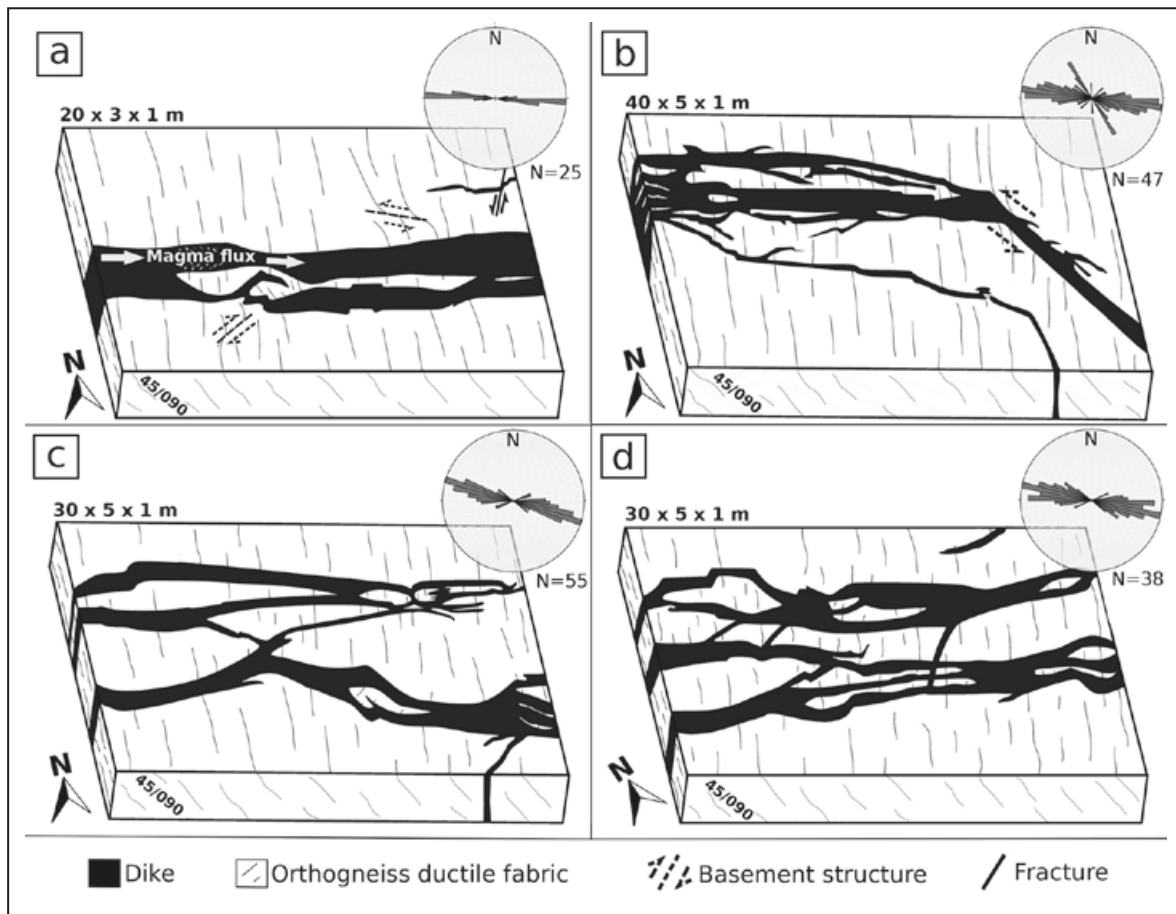 a
N
20 x 3 x 1 m
N=25
Magma flux
N
45/090
b
N
40 x 5 x 1 m
N=47
N
45/090
c
N
30 x 5 x 1 m
N=55
N
45/090
d
N
30 x 5 x 1 m
N=38
N
45/090
Dike Orthogneiss ductile fabric Basement structure Fracture